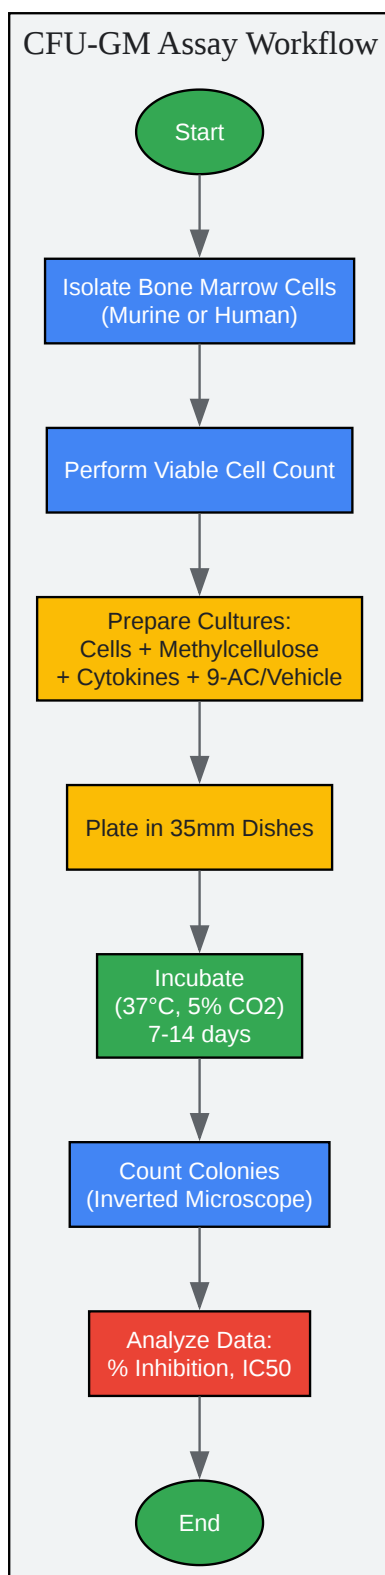 CFU-GM Assay Workflow
Start
Isolate Bone Marrow Cells
(Murine or Human)
Perform Viable Cell Count
Prepare Cultures:
Cells + Methylcellulose
+ Cytokines + 9-AC/Vehicle
Plate in 35mm Dishes
Incubate
(37°C, 5% CO2)
7-14 days
Count Colonies
(Inverted Microscope)
Analyze Data:
% Inhibition, IC50
End